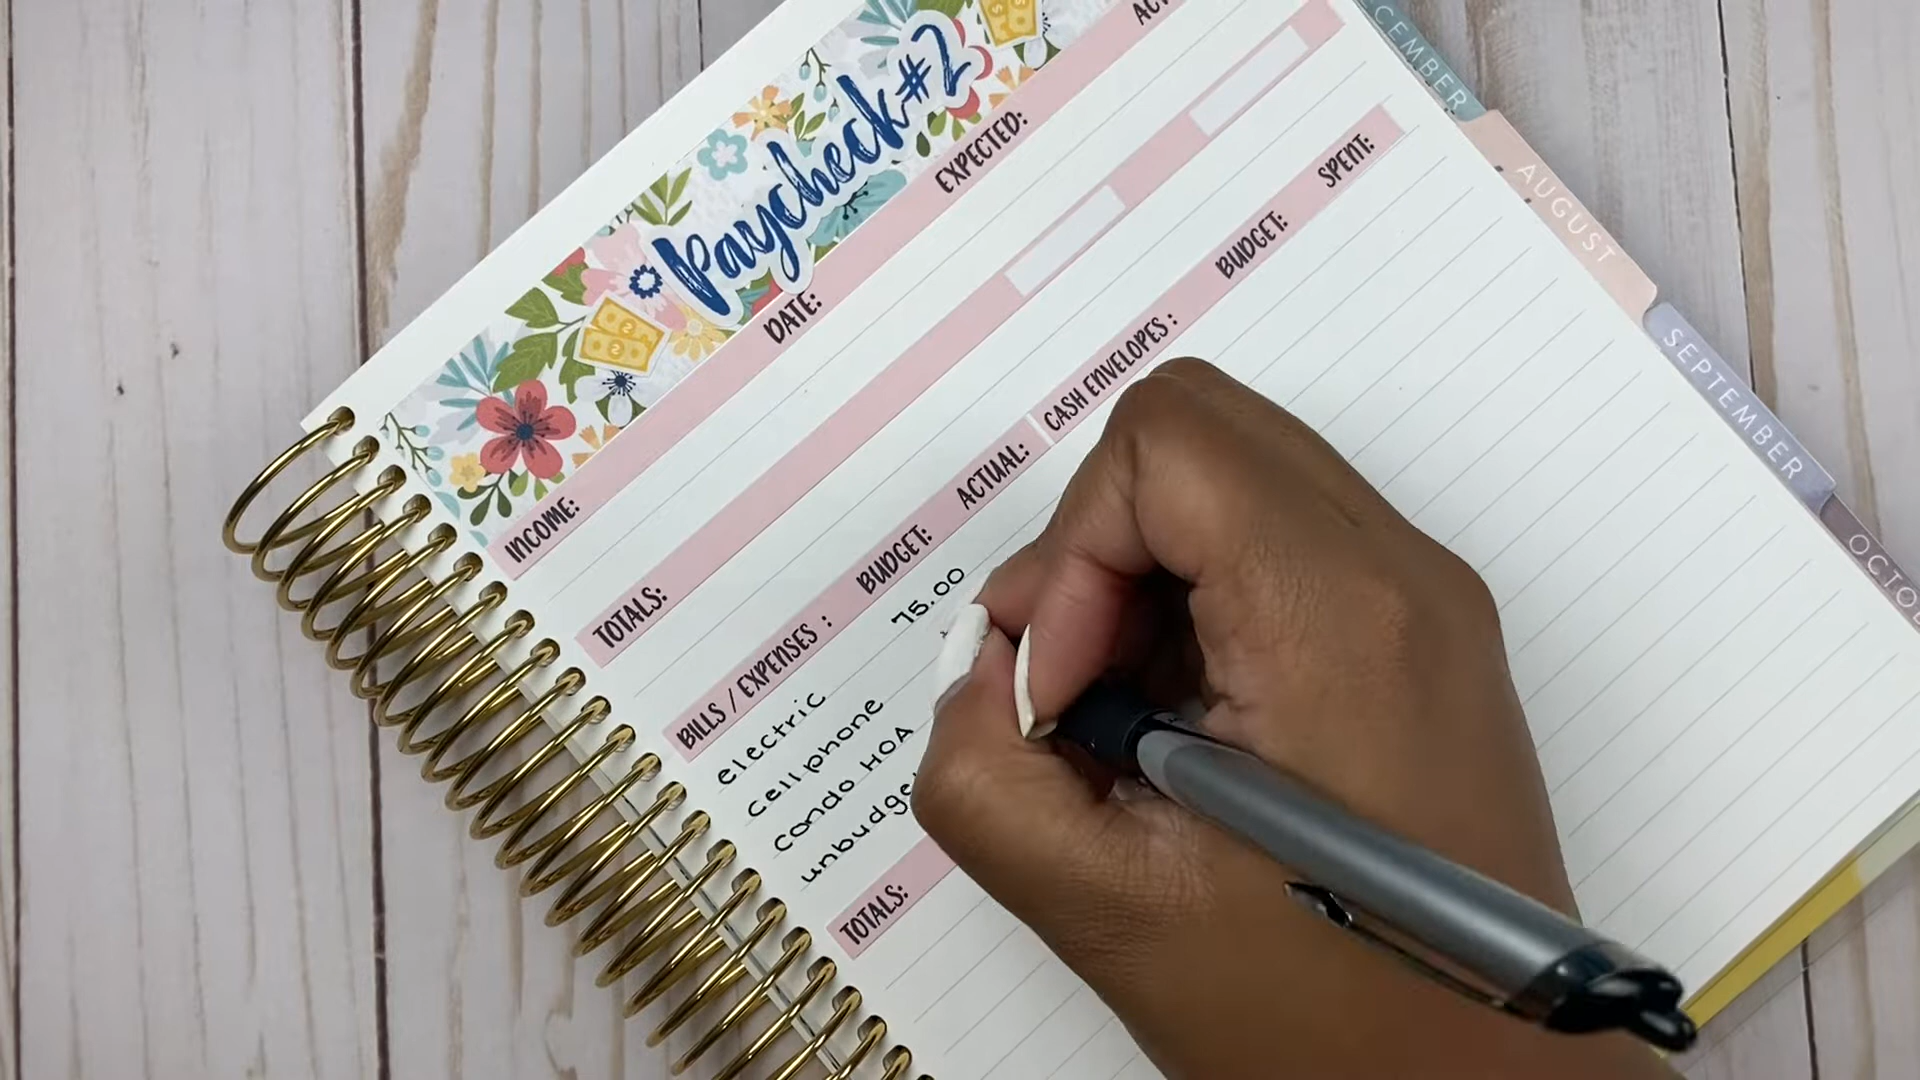 Paycheck #2
INCOME: DATE: EXPECTED:
TOTALS:
BILLS / EXPENSES : BUDGET: ACTUAL: CASH ENVELOPES : BUDGET: SPENT:
electric 75.00
cellphone
condo HOA
TOTALS:
AUGUST
SEPTEMBER